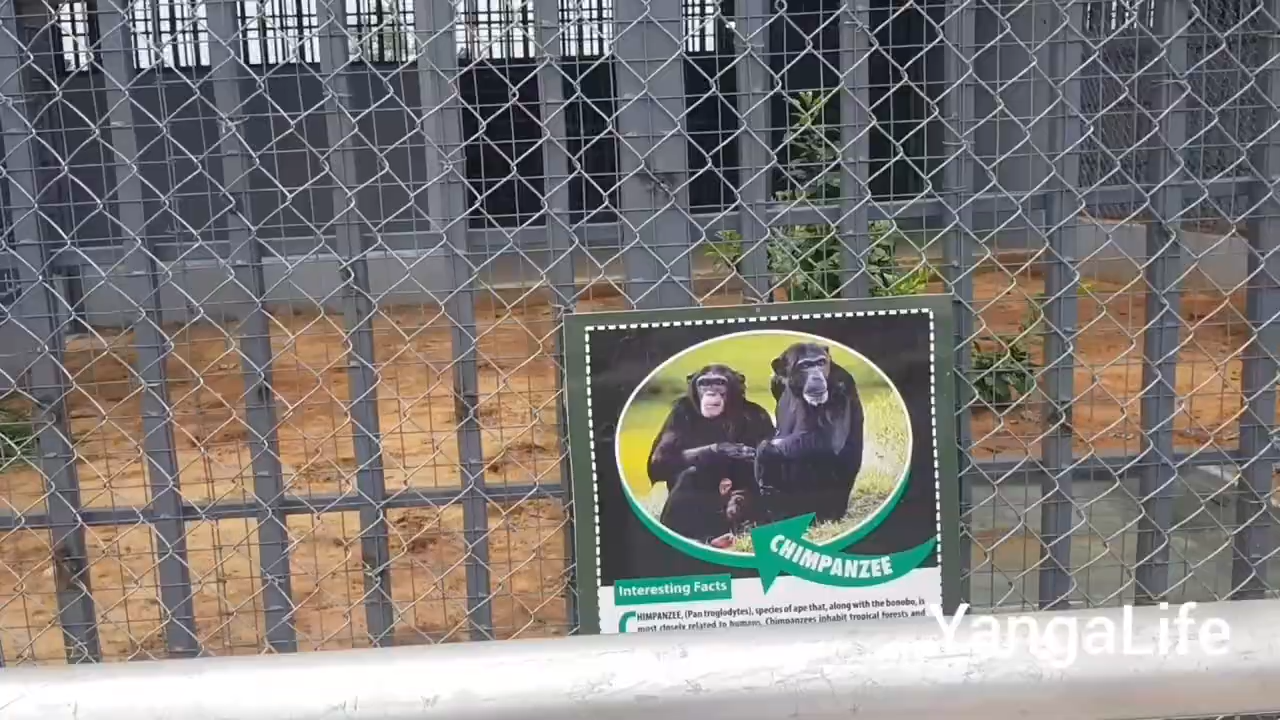 CHIMPANZEE
Interesting Facts
CHIMPANZEE, (Pan troglodytes), species of ape that, along with the bonobo, is
most closely related to humans. Chimpanzees inhabit tropical forests and
YangaLife